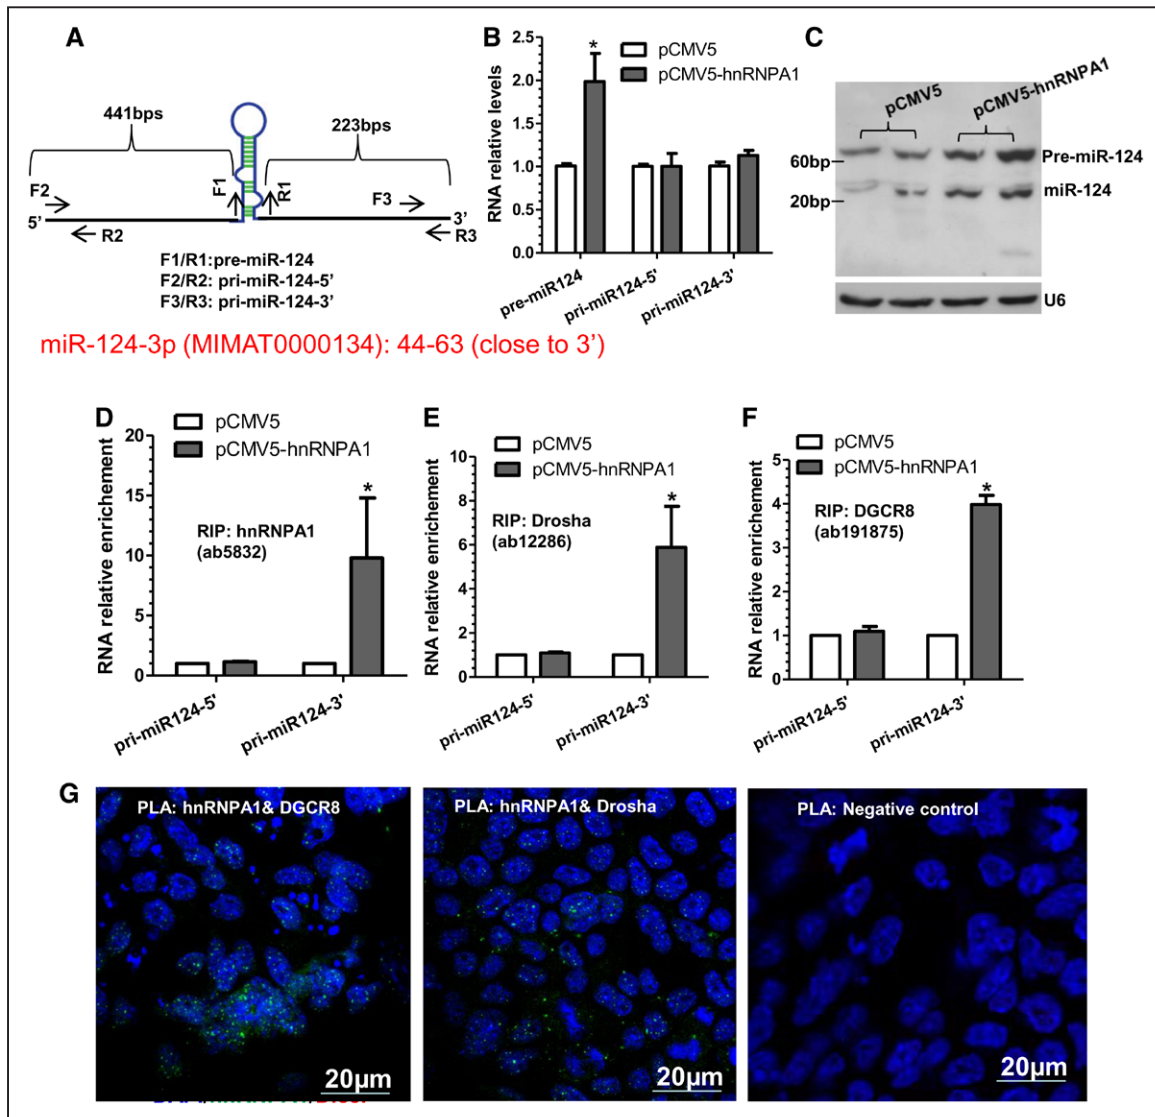 A
441bps
223bps
F2
F1
R1
F3
5’
3’
R2
R3
F1/R1:pre-miR-124
F2/R2: pri-miR-124-5’
F3/R3: pri-miR-124-3’
miR-124-3p (MIMAT0000134): 44-63 (close to 3’)
B
pCMV5
pCMV5-hnRNPA1
RNA relative levels
2.5
2.0
1.5
1.0
0.5
0.0
*
pre-miR124
pri-miR124-5'
pri-miR124-3'
C
pCMV5
pCMV5-hnRNPA1
60bp
20bp
Pre-miR-124
miR-124
U6
D
pCMV5
pCMV5-hnRNPA1
RNA relative enrichement
20
15
10
5
0
RIP: hnRNPA1
(ab5832)
*
pri-miR124-5'
pri-miR124-3'
E
pCMV5
pCMV5-hnRNPA1
RNA relative enrichement
10
8
6
4
2
0
RIP: Drosha
(ab12286)
*
pri-miR124-5'
pri-miR124-3'
F
pCMV5
pCMV5-hnRNPA1
RNA relative enrichement
5
4
3
2
1
0
RIP: DGCR8
(ab191875)
*
pri-miR124-5'
pri-miR124-3'
G
PLA: hnRNPA1& DGCR8
20µm
PLA: hnRNPA1& Drosha
20µm
PLA: Negative control
20µm